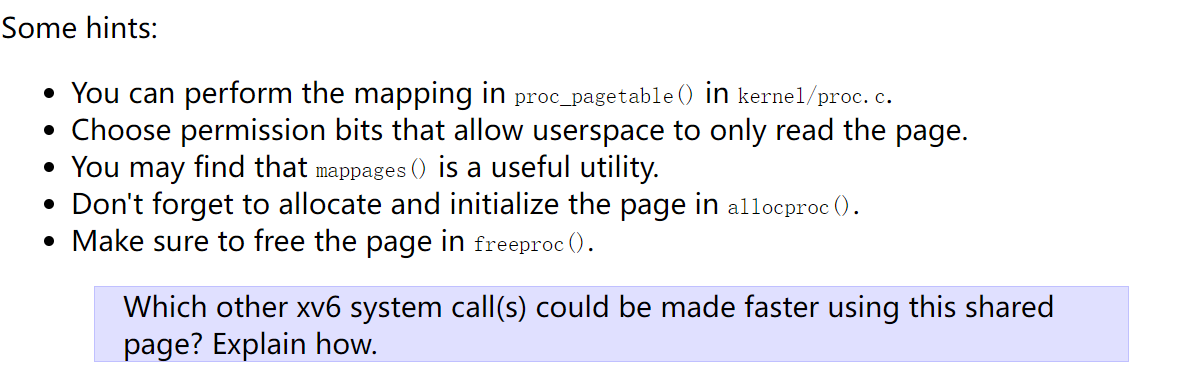 Some hints:
• You can perform the mapping in proc_pagetable() in kernel/proc.c.
• Choose permission bits that allow userspace to only read the page.
• You may find that mappages() is a useful utility.
• Don't forget to allocate and initialize the page in allocproc().
• Make sure to free the page in freeproc().
Which other xv6 system call(s) could be made faster using this shared
page? Explain how.